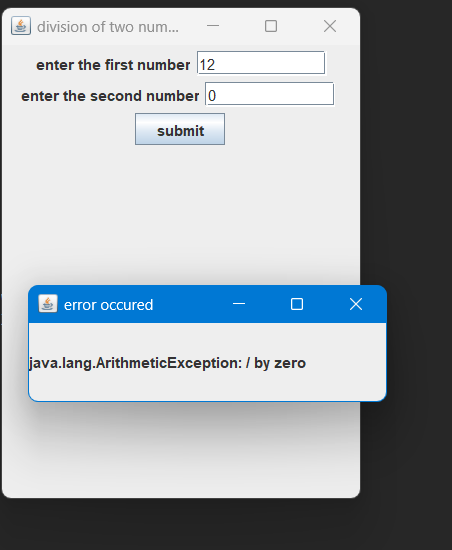 division of two num...
enter the first number 12
enter the second number 0
submit
error occured
java.lang.ArithmeticException: / by zero